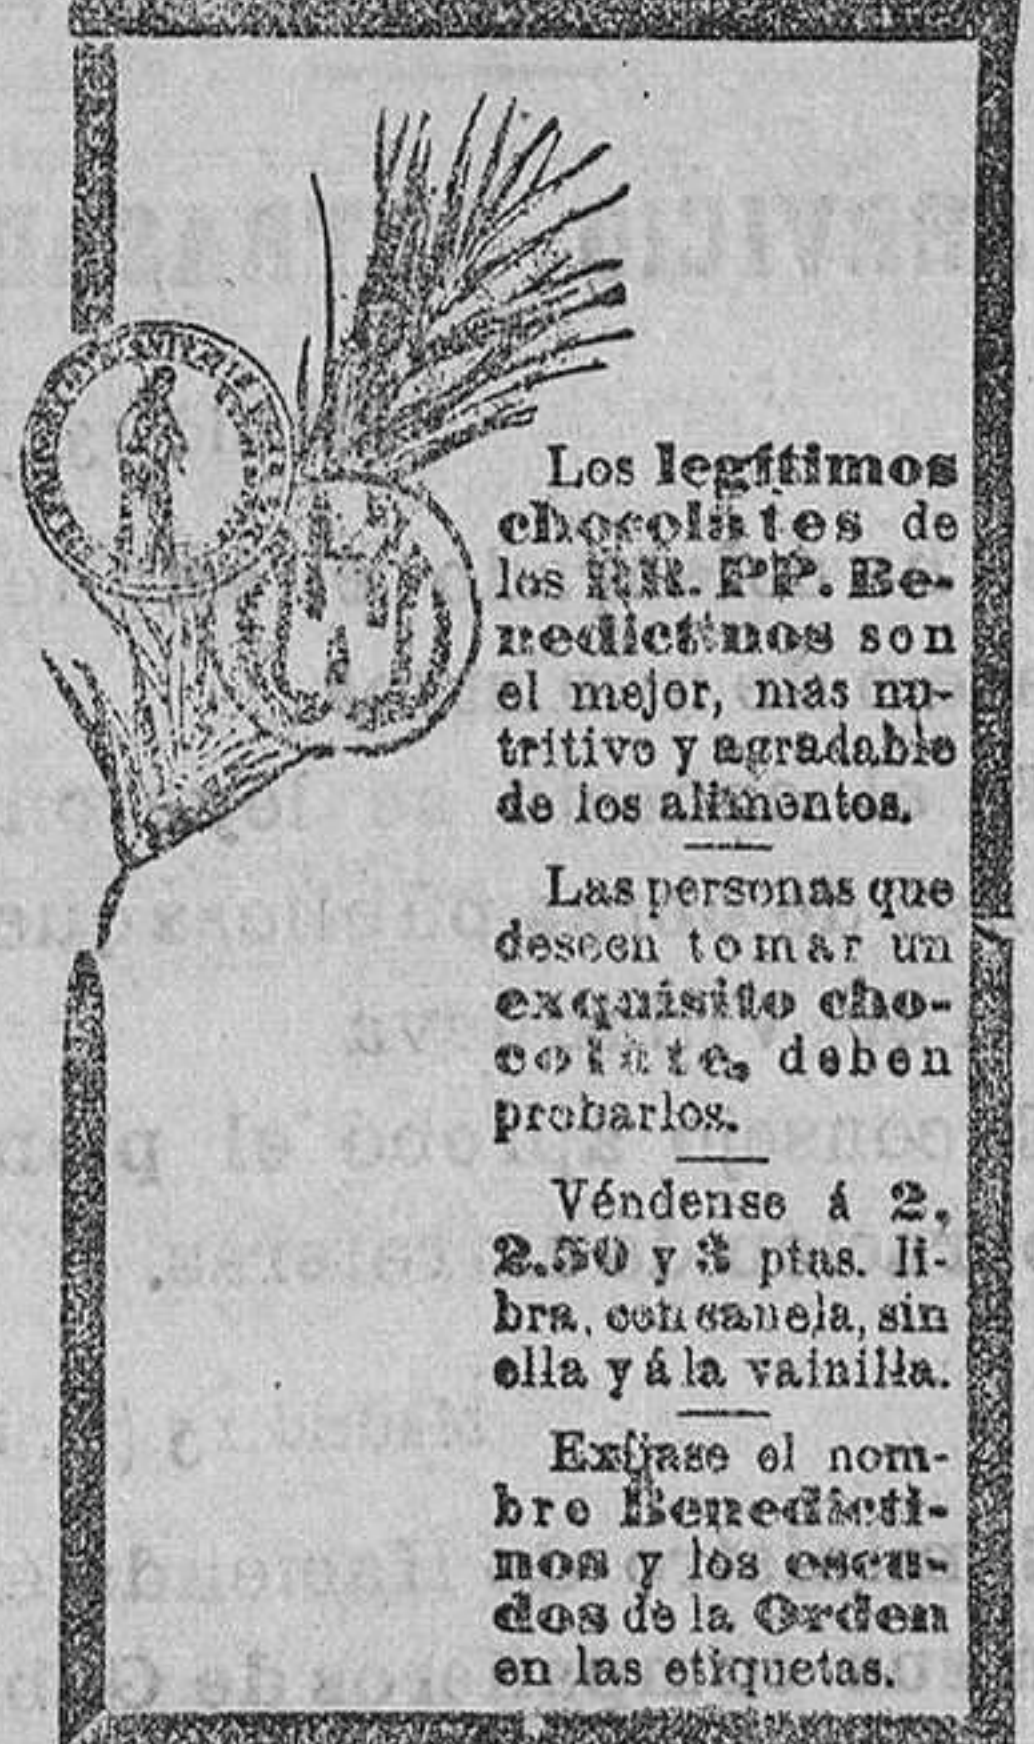 Los legítimos
chocolates de
los RR. PP. Be-
nedictinos son
el mejor, más nu-
tritivo y agradable
de los alimentos.
Las personas que
deseen tomar un
exquisito cho-
colate, deben
probarlos.
Véndense á 2,
2.50 y 3 ptas. li-
bra, con canela, sin
ella y á la vainilla.
Exíjase el nom-
bre Benedicti-
nos y los escu-
dos de la Orden
en las etiquetas.